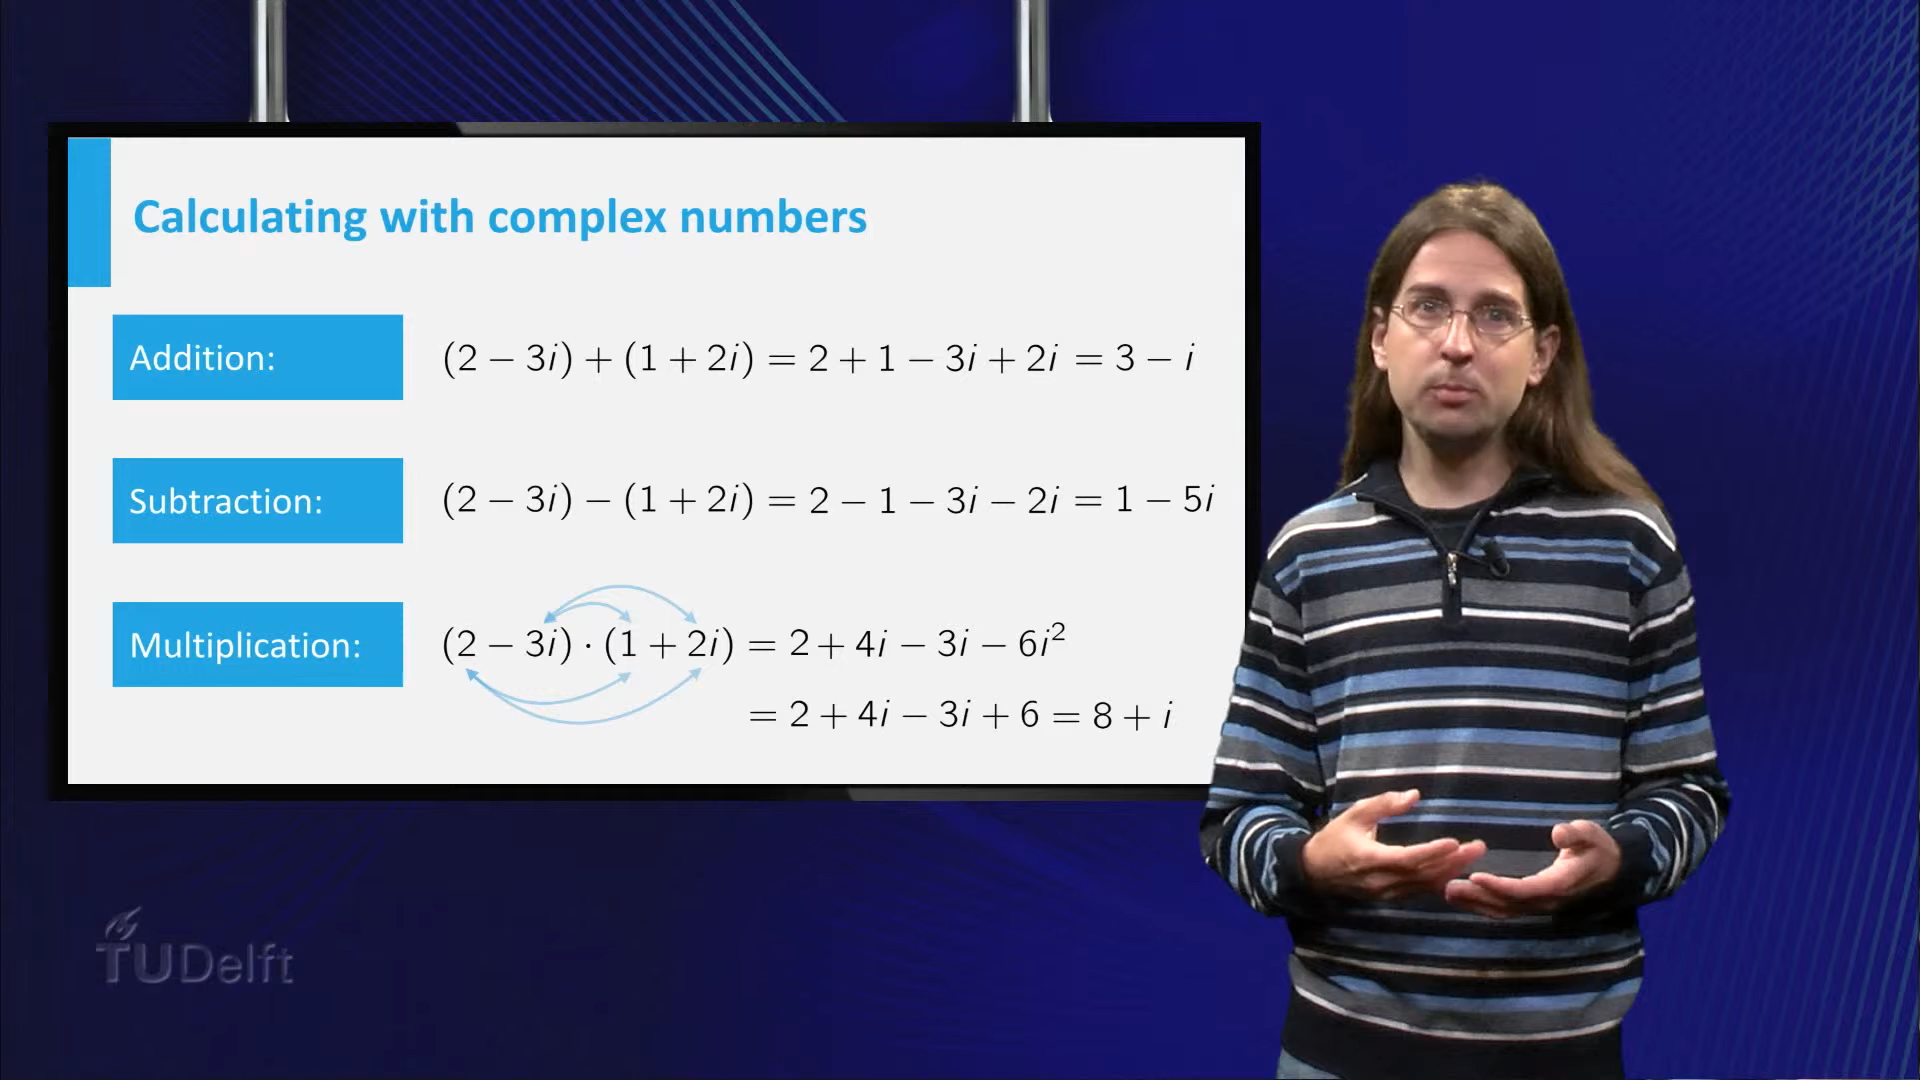 Calculating with complex numbers
Addition: (2 − 3i) + (1 + 2i) = 2 + 1 − 3i + 2i = 3 − i
Subtraction: (2 − 3i) − (1 + 2i) = 2 − 1 − 3i − 2i = 1 − 5i
Multiplication: (2 − 3i) · (1 + 2i) = 2 + 4i − 3i − 6i²
= 2 + 4i − 3i + 6 = 8 + i
TUDelft